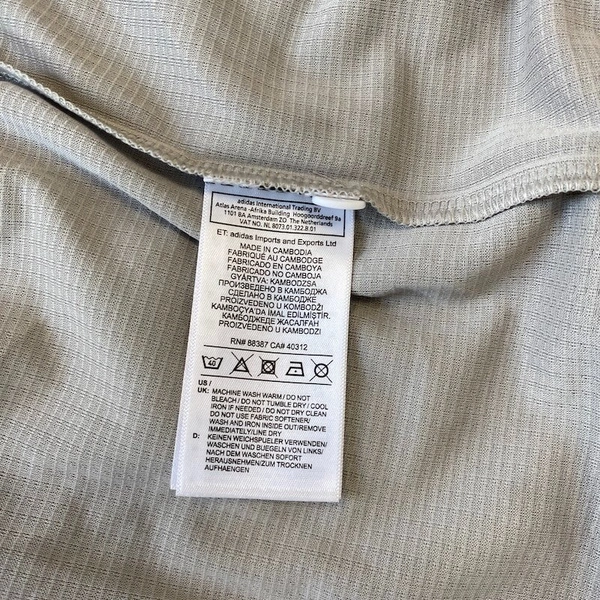 adidas International Trading BV
Atlas Arena -Afrika Building Hoogoorddreef 9a
1101 BA Amsterdam ZO The Netherlands
VAT NO. NL 8073.01.322.B.01
ET: adidas Imports and Exports Ltd
MADE IN CAMBODIA
FABRIQUÉ AU CAMBODGE
FABRICADO EN CAMBOYA
FABRICADO NO CAMBOJA
GYÁRTVA: KAMBODZSA
ПРОИЗВЕДЕНО В КАМБОДЖА
СДЕЛАНО В КАМБОДЖЕ
PROIZVEDENO U KOMBODŽI
KAMBOÇYA'DA İMAL EDİLMİŞTİR.
КАМБОДЖЕДЕ ЖАСАЛҒАН
PROIZVEDENO U KAMBODZI
RN# 88387 CA# 40312
40
US /
UK: MACHINE WASH WARM / DO NOT
BLEACH / DO NOT TUMBLE DRY / COOL
IRON IF NEEDED / DO NOT DRY CLEAN
DO NOT USE FABRIC SOFTENER/
WASH AND IRON INSIDE OUT/REMOVE
IMMEDIATELY/LINE DRY
D: KEINEN WEICHSPUELER VERWENDEN/
WASCHEN UND BUEGELN VON LINKS/
NACH DEM WASCHEN SOFORT
HERAUSNEHMEN/ZUM TROCKNEN
AUFHAENGEN